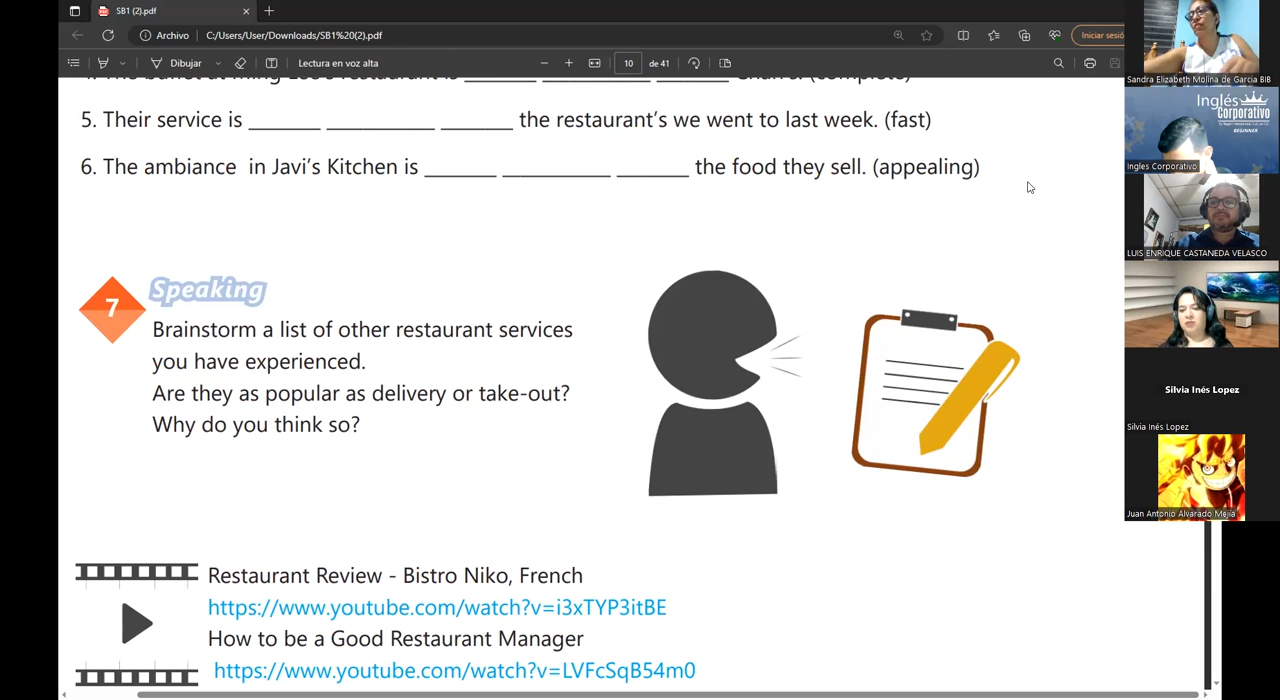 SB1 (2).pdf
Archivo
C:/Users/User/Downloads/SB1%20(2).pdf
Iniciar sesió
Dibujar
Lectura en voz alta
10 de 41
5. Their service is _______ __________ _______ the restaurant's we went to last week. (fast)
6. The ambiance in Javi's Kitchen is _______ __________ _______ the food they sell. (appealing)
7
Speaking
Brainstorm a list of other restaurant services
you have experienced.
Are they as popular as delivery or take-out?
Why do you think so?
Restaurant Review - Bistro Niko, French
https://www.youtube.com/watch?v=i3xTYP3itBE
How to be a Good Restaurant Manager
https://www.youtube.com/watch?v=LVFcSqB54m0
Sandra Elizabeth Molina de Garcia BIB
Inglés
Corporativo
BEGINNER
Ingles Corporativo
LUIS ENRIQUE CASTANEDA VELASCO
Silvia Inés Lopez
Silvia Inés Lopez
Juan Antonio Alvarado Mejía